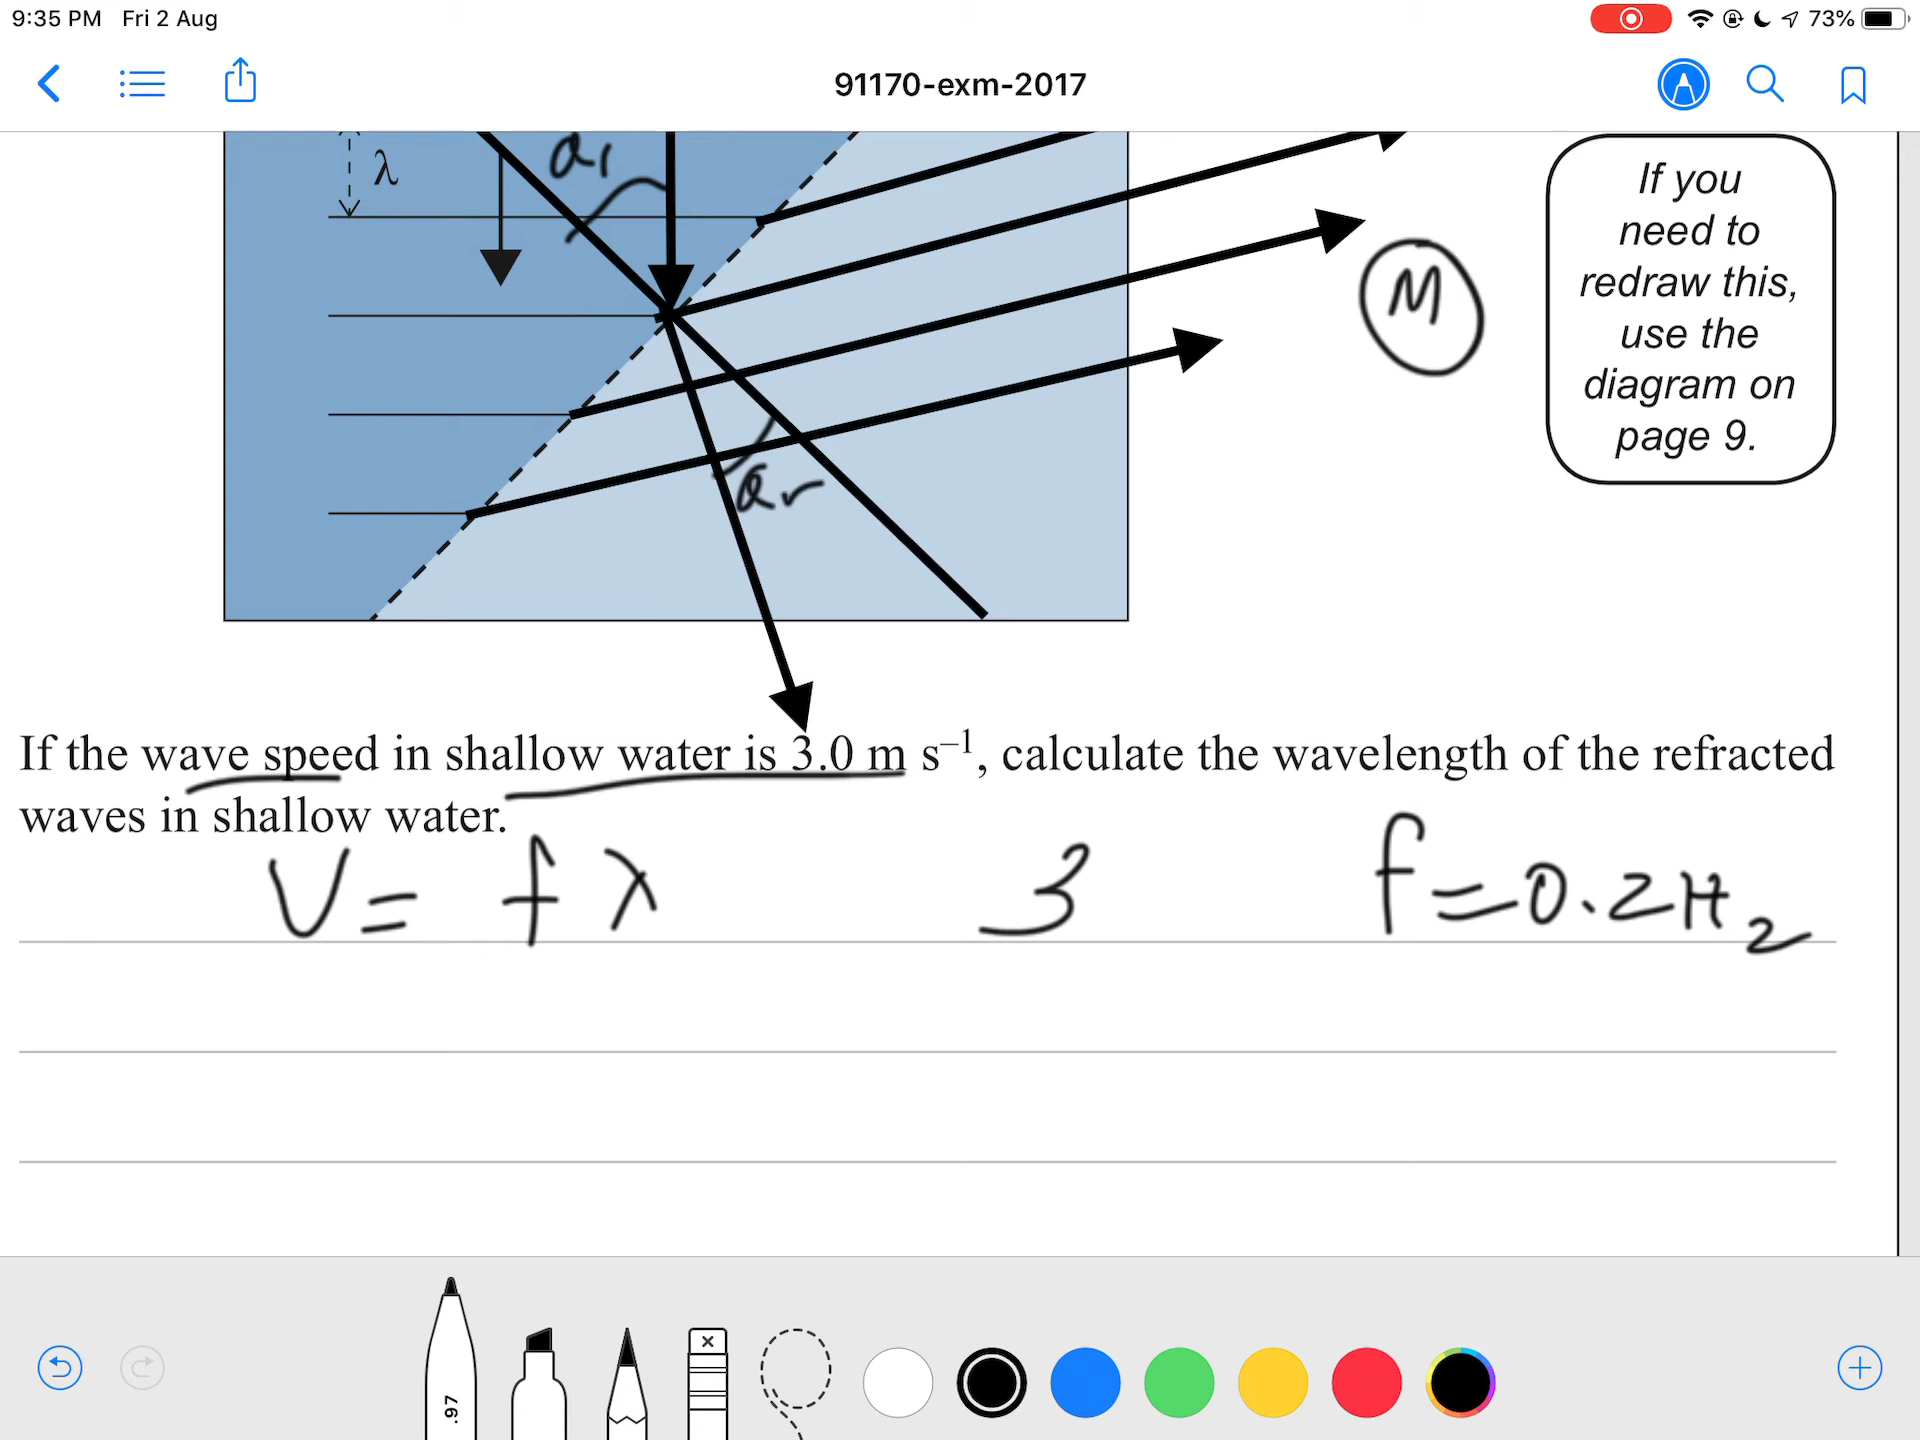 9:35 PM Fri 2 Aug
73%
91170-exm-2017
λ
a1
If you
need to
redraw this,
use the
diagram on
page 9.
M
ar
If the wave speed in shallow water is 3.0 m s⁻¹, calculate the wavelength of the refracted
waves in shallow water.
V = f λ 3 f = 0.2Hz
.97